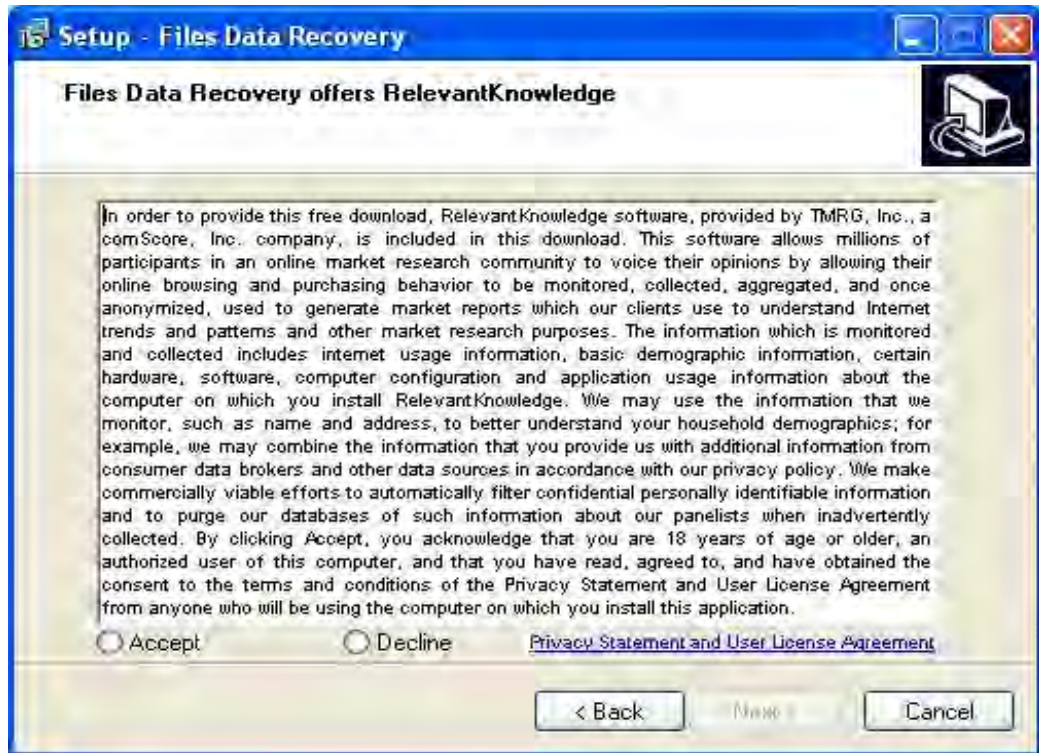 Setup - Files Data Recovery
Files Data Recovery offers RelevantKnowledge
In order to provide this free download, RelevantKnowledge software, provided by TMRG, Inc., a
comScore, Inc. company, is included in this download. This software allows millions of
participants in an online market research community to voice their opinions by allowing their
online browsing and purchasing behavior to be monitored, collected, aggregated, and once
anonymized, used to generate market reports which our clients use to understand Internet
trends and patterns and other market research purposes. The information which is monitored
and collected includes internet usage information, basic demographic information, certain
hardware, software, computer configuration and application usage information about the
computer on which you install RelevantKnowledge. We may use the information that we
monitor, such as name and address, to better understand your household demographics; for
example, we may combine the information that you provide us with additional information from
consumer data brokers and other data sources in accordance with our privacy policy. We make
commercially viable efforts to automatically filter confidential personally identifiable information
and to purge our databases of such information about our panelists when inadvertently
collected. By clicking Accept, you acknowledge that you are 18 years of age or older, an
authorized user of this computer, and that you have read, agreed to, and have obtained the
consent to the terms and conditions of the Privacy Statement and User License Agreement
from anyone who will be using the computer on which you install this application.
Accept Decline Privacy Statement and User License Agreement
< Back Next > Cancel